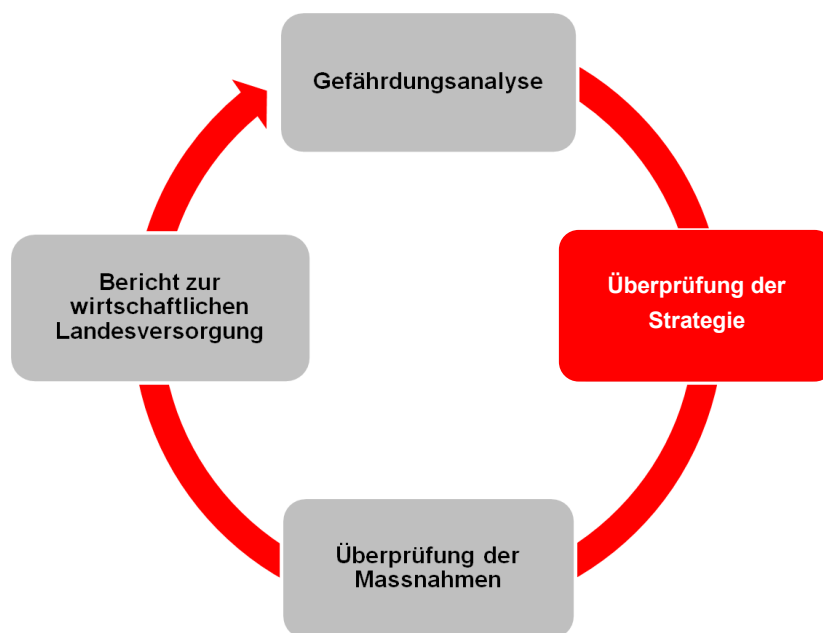 Gefährdungsanalyse
Überprüfung der
Strategie
Überprüfung der
Massnahmen
Bericht zur
wirtschaftlichen
Landesversorgung